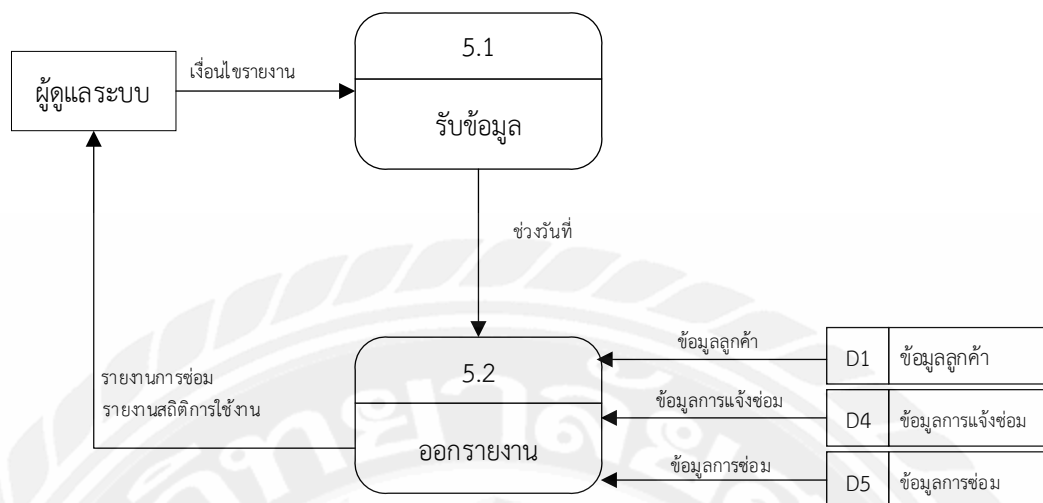 5.1
เงื่อนไขรายงาน
ผู้ดูแลระบบ
รับข้อมูล
ช่วงวันที่
ข้อมูลลูกค้า
D1
ข้อมูลลูกค้า
5.2
รายงานการซ่อม
รายงานสถิติการใช้งาน
ข้อมูลการแจ้งซ่อม
D4
ข้อมูลการแจ้งซ่อม
ออกรายงาน
ข้อมูลการซ่อม
D5
ข้อมูลการซ่อม